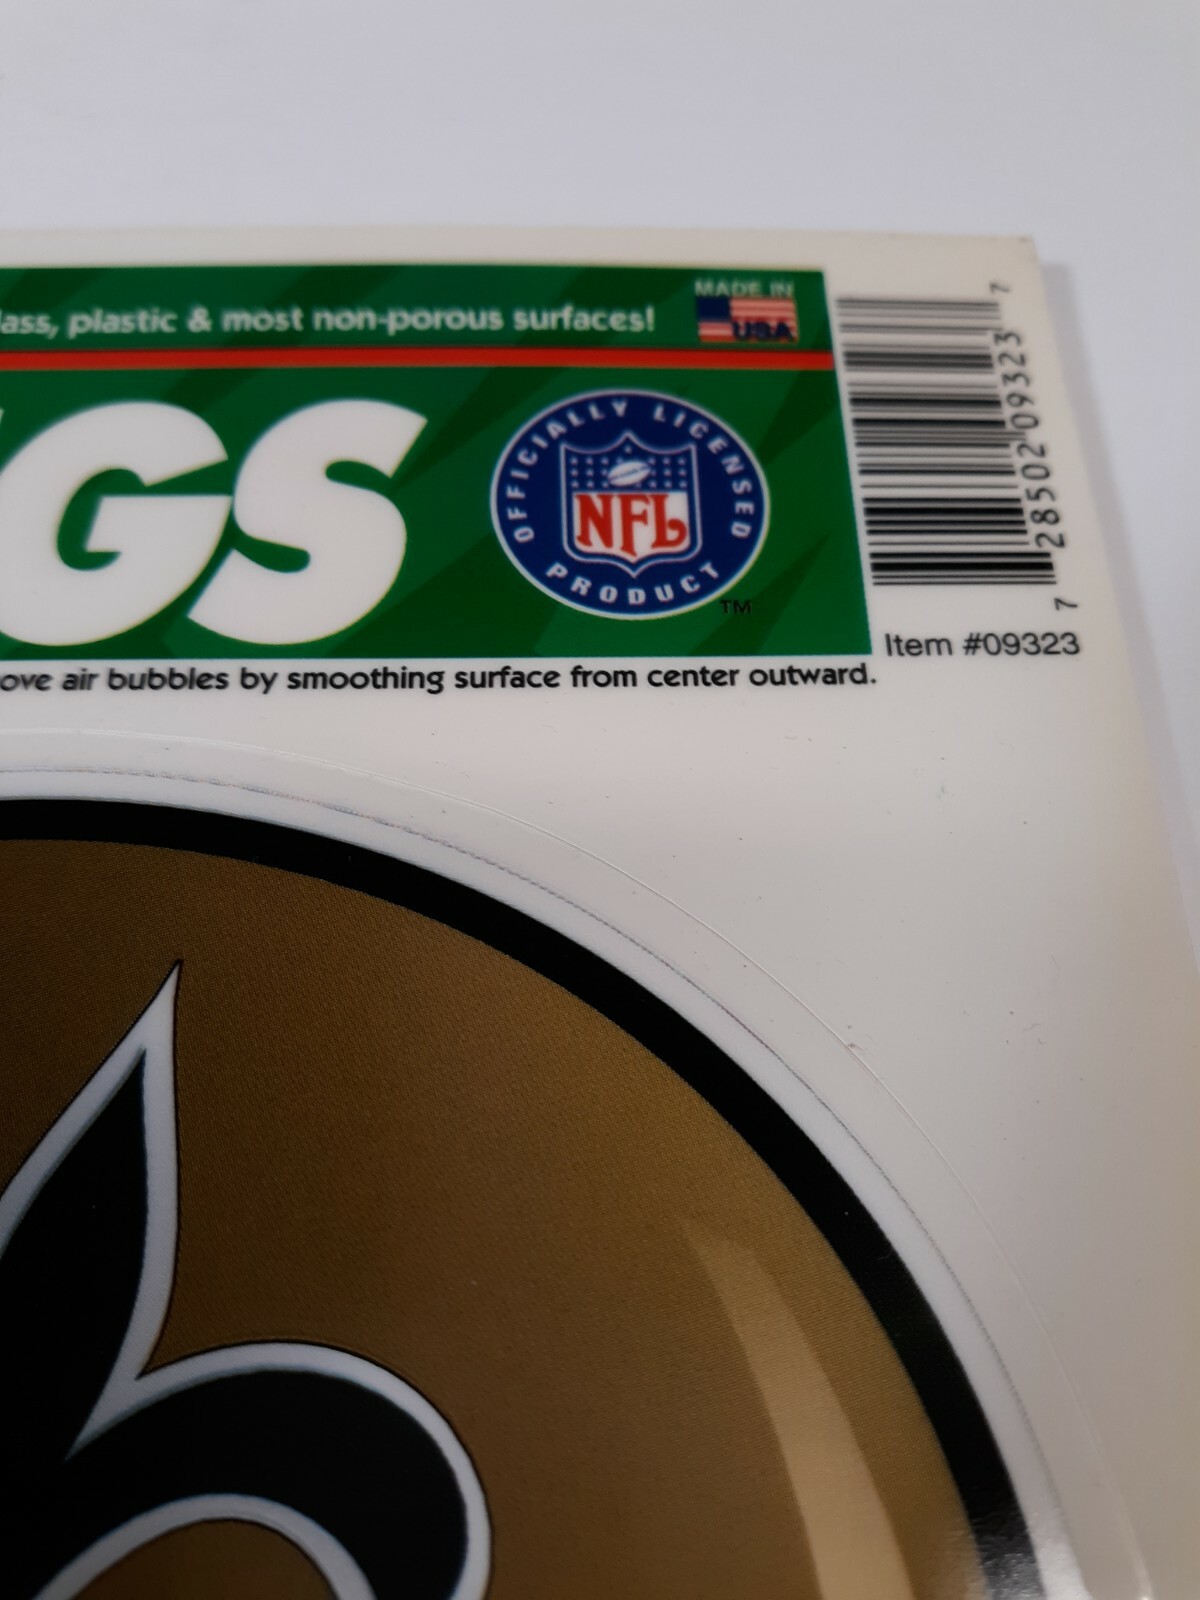 lass, plastic & most non-porous surfaces!
MADE IN
USA
GS
OFFICIALLY LICENSED
NFL
PRODUCT
TM
7 28502 09323 7
Item #09323
ove air bubbles by smoothing surface from center outward.